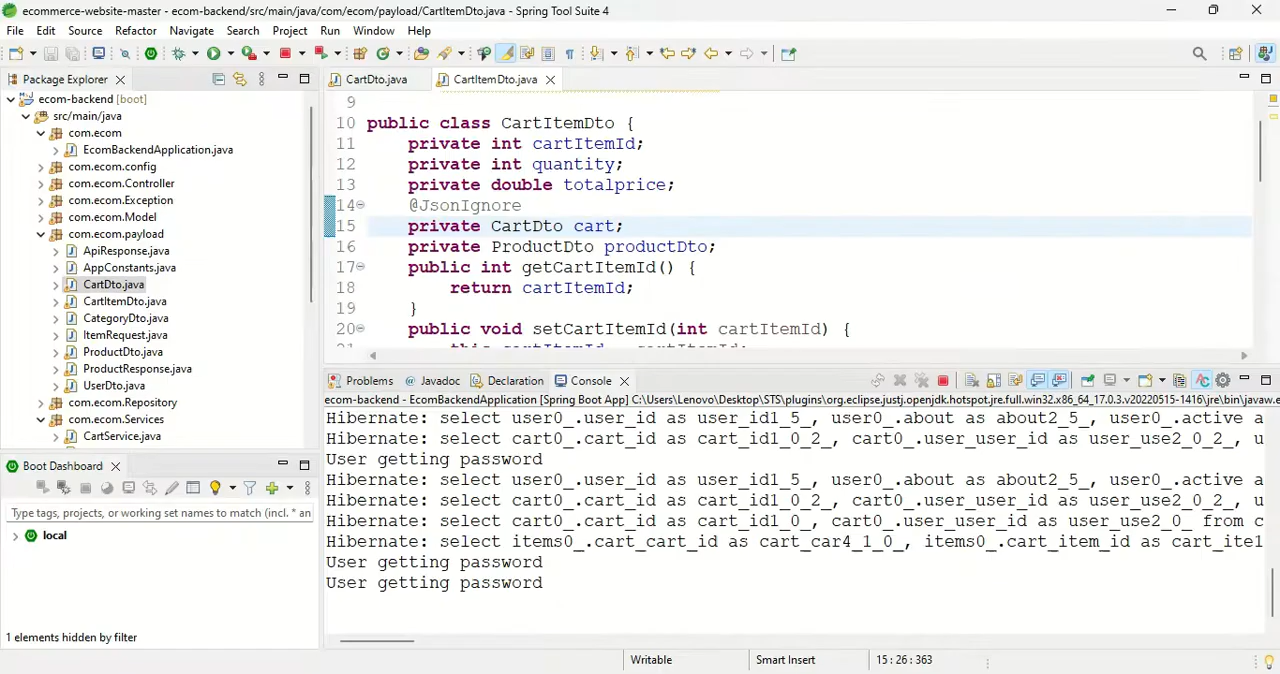 ecommerce-website-master - ecom-backend/src/main/java/com/ecom/payload/CartItemDto.java - Spring Tool Suite 4
File Edit Source Refactor Navigate Search Project Run Window Help
Package Explorer
CartDto.java
CartItemDto.java
ecom-backend [boot]
src/main/java
com.ecom
EcomBackendApplication.java
com.ecom.config
com.ecom.Controller
com.ecom.Exception
com.ecom.Model
com.ecom.payload
ApiResponse.java
AppConstants.java
CartDto.java
CartItemDto.java
CategoryDto.java
ItemRequest.java
ProductDto.java
ProductResponse.java
UserDto.java
com.ecom.Repository
com.ecom.Services
CartService.java
9
10 public class CartItemDto {
11 private int cartItemId;
12 private int quantity;
13 private double totalprice;
14 @JsonIgnore
15 private CartDto cart;
16 private ProductDto productDto;
17 public int getCartItemId() {
18 return cartItemId;
19 }
20 public void setCartItemId(int cartItemId) {
Problems @ Javadoc Declaration Console
ecom-backend - EcomBackendApplication [Spring Boot App] C:\Users\Lenovo\Desktop\STS\plugins\org.eclipse.justj.openjdk.hotspot.jre.full.win32.x86_64_17.0.3.v20220515-1416\jre\bin\javaw.e
Hibernate: select user0_.user_id as user_id1_5_, user0_.about as about2_5_, user0_.active a
Hibernate: select cart0_.cart_id as cart_id1_0_2_, cart0_.user_user_id as user_use2_0_2_, u
User getting password
Hibernate: select user0_.user_id as user_id1_5_, user0_.about as about2_5_, user0_.active a
Hibernate: select cart0_.cart_id as cart_id1_0_2_, cart0_.user_user_id as user_use2_0_2_, u
Hibernate: select cart0_.cart_id as cart_id1_0_, cart0_.user_user_id as user_use2_0_ from c
Hibernate: select items0_.cart_cart_id as cart_car4_1_0_, items0_.cart_item_id as cart_ite1
User getting password
User getting password
Boot Dashboard
Type tags, projects, or working set names to match (incl. * an
local
1 elements hidden by filter
Writable
Smart Insert
15 : 26 : 363